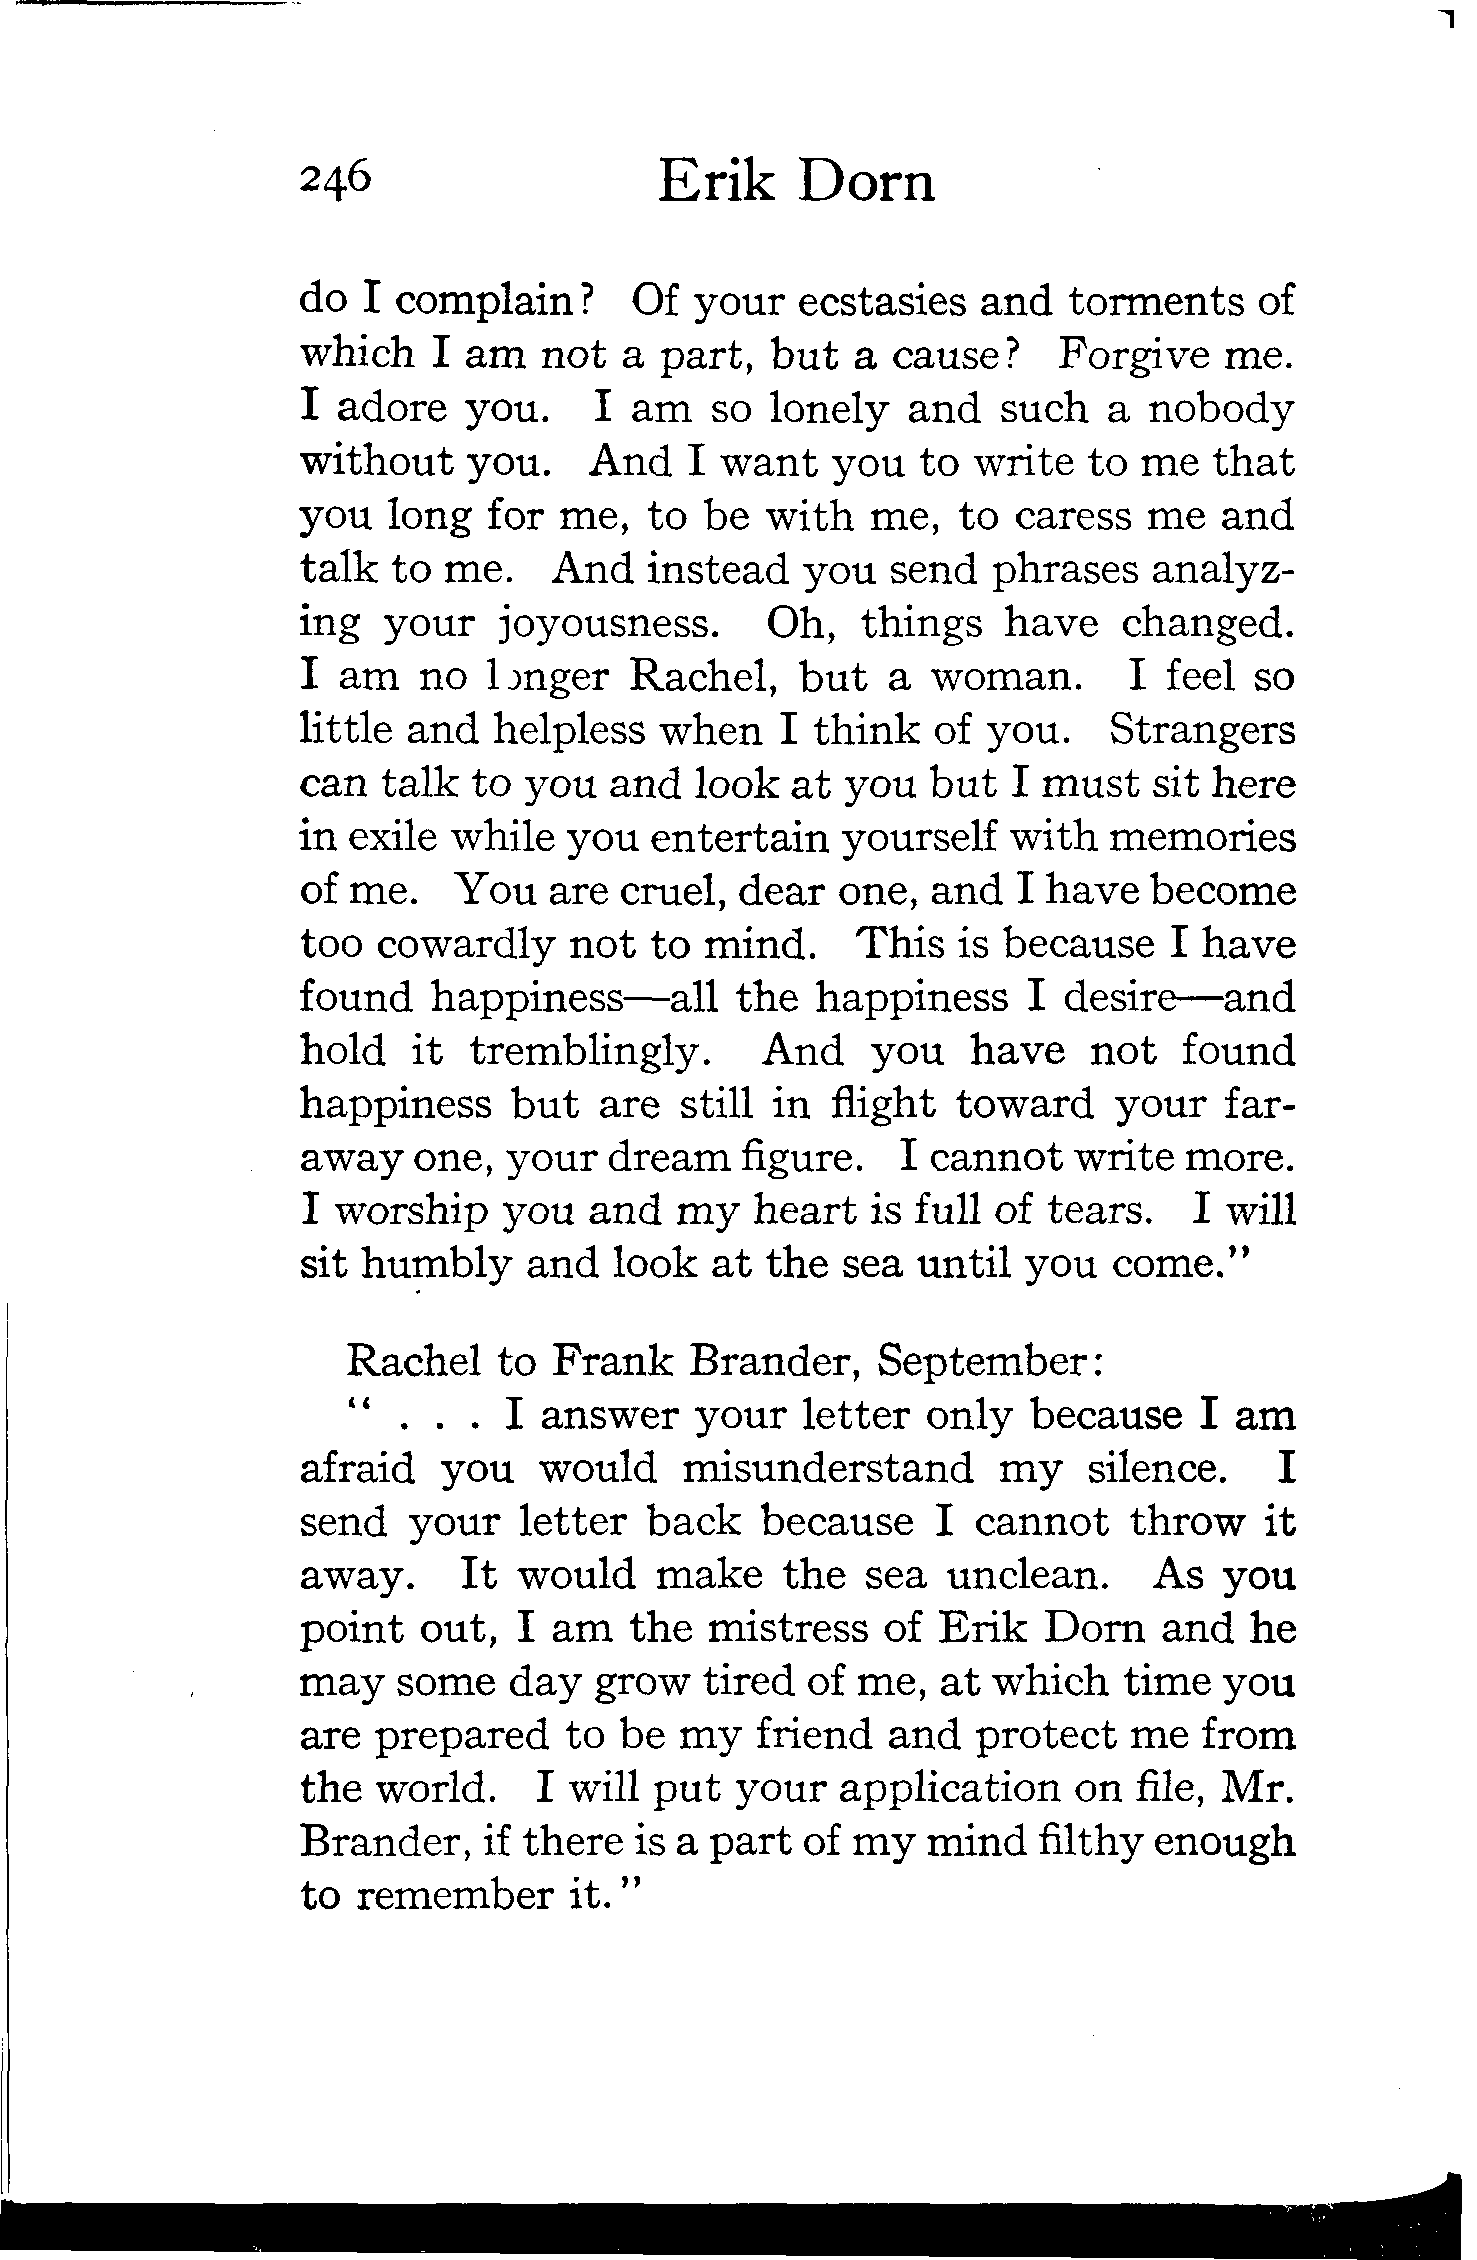 246 Erik Dorn
do I complain? Of your ecstasies and torments of
which I am not a part, but a cause? Forgive me.
I adore you. I am so lonely and such a nobody
without you. And I want you to write to me that
you long for me, to be with me, to caress me and
talk to me. And instead you send phrases analyz-
ing your joyousness. Oh, things have changed.
I am no longer Rachel, but a woman. I feel so
little and helpless when I think of you. Strangers
can talk to you and look at you but I must sit here
in exile while you entertain yourself with memories
of me. You are cruel, dear one, and I have become
too cowardly not to mind. This is because I have
found happiness—all the happiness I desire—and
hold it tremblingly. And you have not found
happiness but are still in flight toward your far-
away one, your dream figure. I cannot write more.
I worship you and my heart is full of tears. I will
sit humbly and look at the sea until you come."
Rachel to Frank Brander, September:
" . . . I answer your letter only because I am
afraid you would misunderstand my silence. I
send your letter back because I cannot throw it
away. It would make the sea unclean. As you
point out, I am the mistress of Erik Dorn and he
may some day grow tired of me, at which time you
are prepared to be my friend and protect me from
the world. I will put your application on file, Mr.
Brander, if there is a part of my mind filthy enough
to remember it."